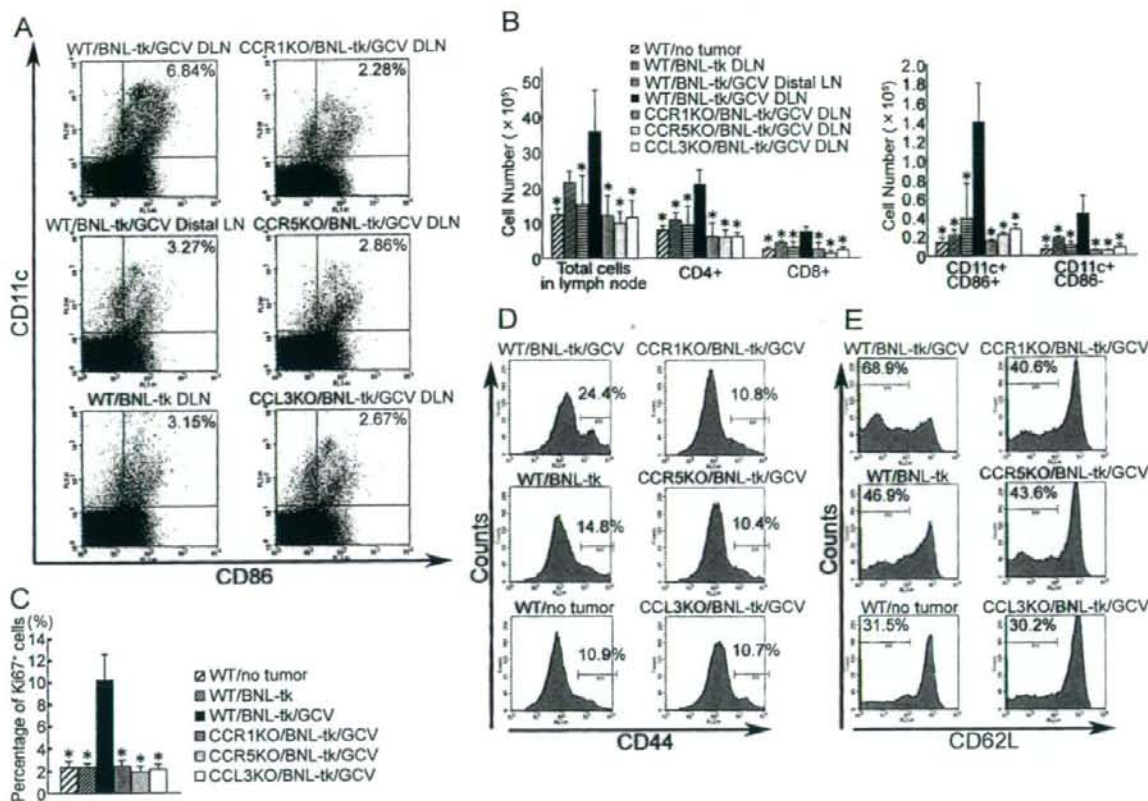 A
WT/BNL-tk/GCV DLN
CCR1KO/BNL-tk/GCV DLN
6.84%
2.28%
WT/BNL-tk/GCV Distal LN
CCR5KO/BNL-tk/GCV DLN
3.27%
2.86%
WT/BNL-tk DLN
CCL3KO/BNL-tk/GCV DLN
3.15%
2.67%
CD11c
CD86
B
WT/no tumor
WT/BNL-tk DLN
WT/BNL-tk/GCV Distal LN
WT/BNL-tk/GCV DLN
CCR1KO/BNL-tk/GCV DLN
CCR5KO/BNL-tk/GCV DLN
CCL3KO/BNL-tk/GCV DLN
Cell Number (× 10⁵)
50
40
30
20
10
0
* * * * * *
* * * * * *
* * * * * *
Total cells in lymph node
CD4+
CD8+
Cell Number (× 10⁵)
2.0
1.8
1.6
1.4
1.2
1.0
0.8
0.6
0.4
0.2
0
* * * * * *
* * * * * *
CD11c+
CD86+
CD11c+
CD86-
C
Percentage of Ki67⁺ cells (%)
14
12
10
8
6
4
2
0
* * * * *
WT/no tumor
WT/BNL-tk
WT/BNL-tk/GCV
CCR1KO/BNL-tk/GCV
CCR5KO/BNL-tk/GCV
CCL3KO/BNL-tk/GCV
D
WT/BNL-tk/GCV
CCR1KO/BNL-tk/GCV
24.4%
10.8%
WT/BNL-tk
CCR5KO/BNL-tk/GCV
14.8%
10.4%
WT/no tumor
CCL3KO/BNL-tk/GCV
10.9%
10.7%
Counts
CD44
E
WT/BNL-tk/GCV
CCR1KO/BNL-tk/GCV
68.9%
40.6%
WT/BNL-tk
CCR5KO/BNL-tk/GCV
46.9%
43.6%
WT/no tumor
CCL3KO/BNL-tk/GCV
31.5%
30.2%
Counts
CD62L